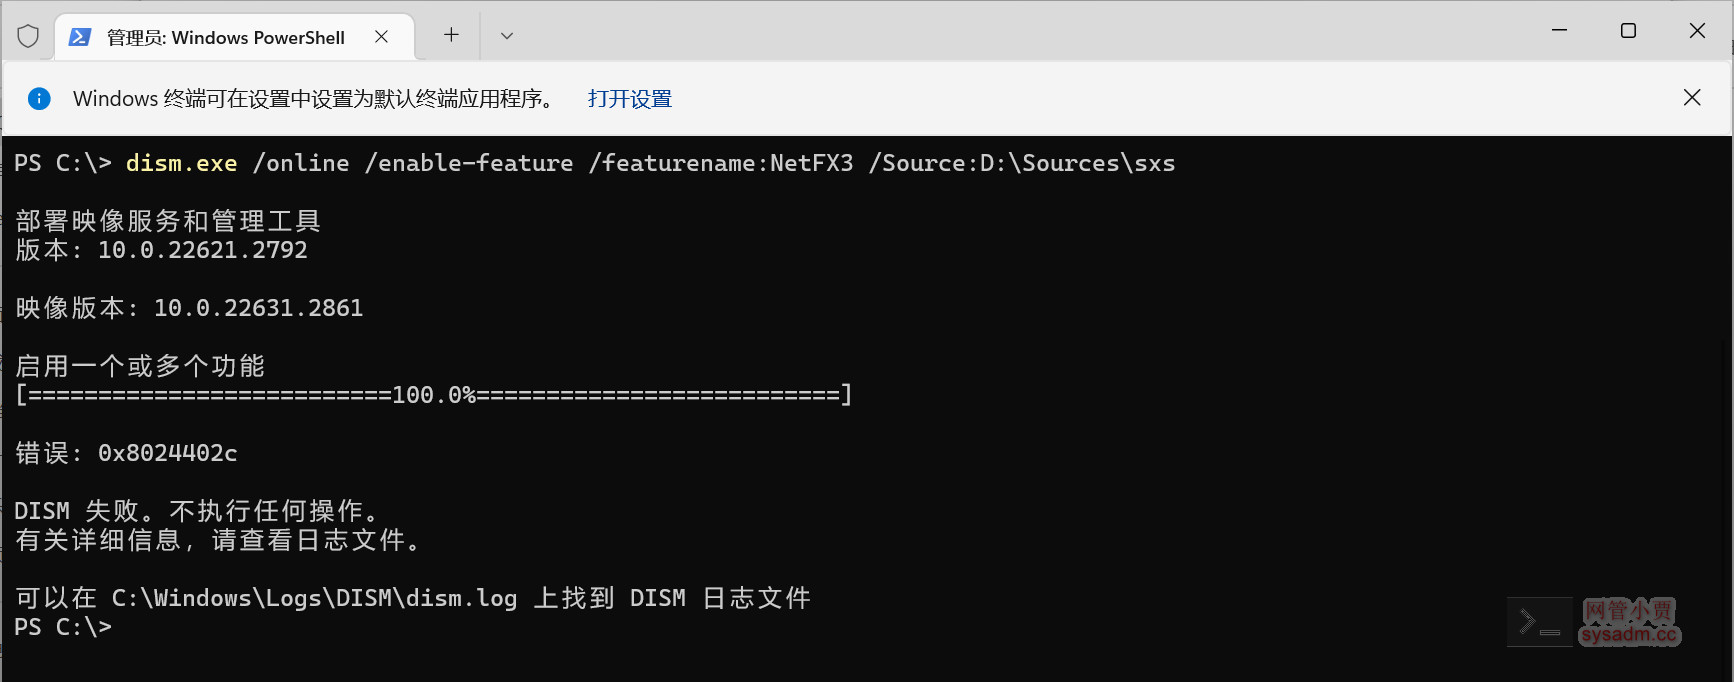 管理员: Windows PowerShell
Windows 终端可在设置中设置为默认终端应用程序。 打开设置
PS C:\> dism.exe /online /enable-feature /featurename:NetFX3 /Source:D:\Sources\sxs
部署映像服务和管理工具
版本: 10.0.22621.2792
映像版本: 10.0.22631.2861
启用一个或多个功能
[==========================100.0%==========================]
错误: 0x8024402c
DISM 失败。不执行任何操作。
有关详细信息, 请查看日志文件。
可以在 C:\Windows\Logs\DISM\dism.log 上找到 DISM 日志文件
PS C:\>
网管小贾
sysadm.cc